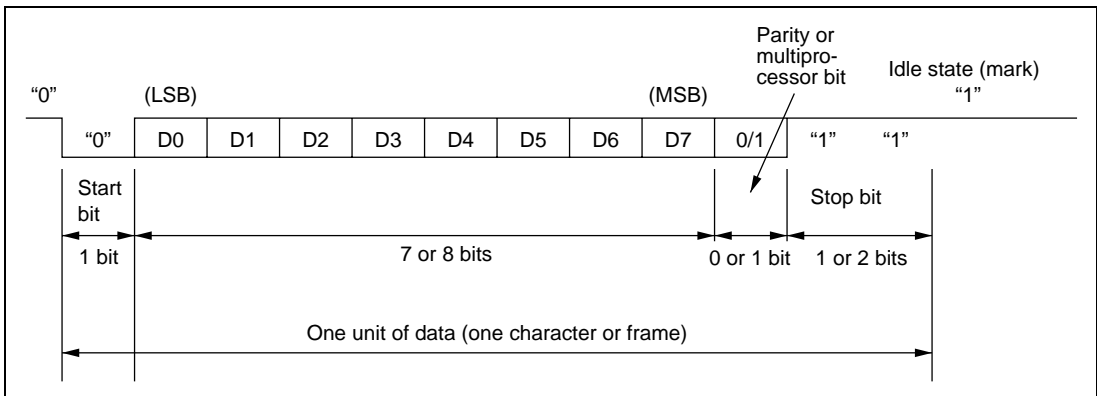 Parity or
multipro-
cessor bit
Idle state (mark)
“0” (LSB) (MSB) “1”
“0” D0 D1 D2 D3 D4 D5 D6 D7 0/1 “1” “1”
Start
bit
Stop bit
1 bit 7 or 8 bits 0 or 1 bit 1 or 2 bits
One unit of data (one character or frame)